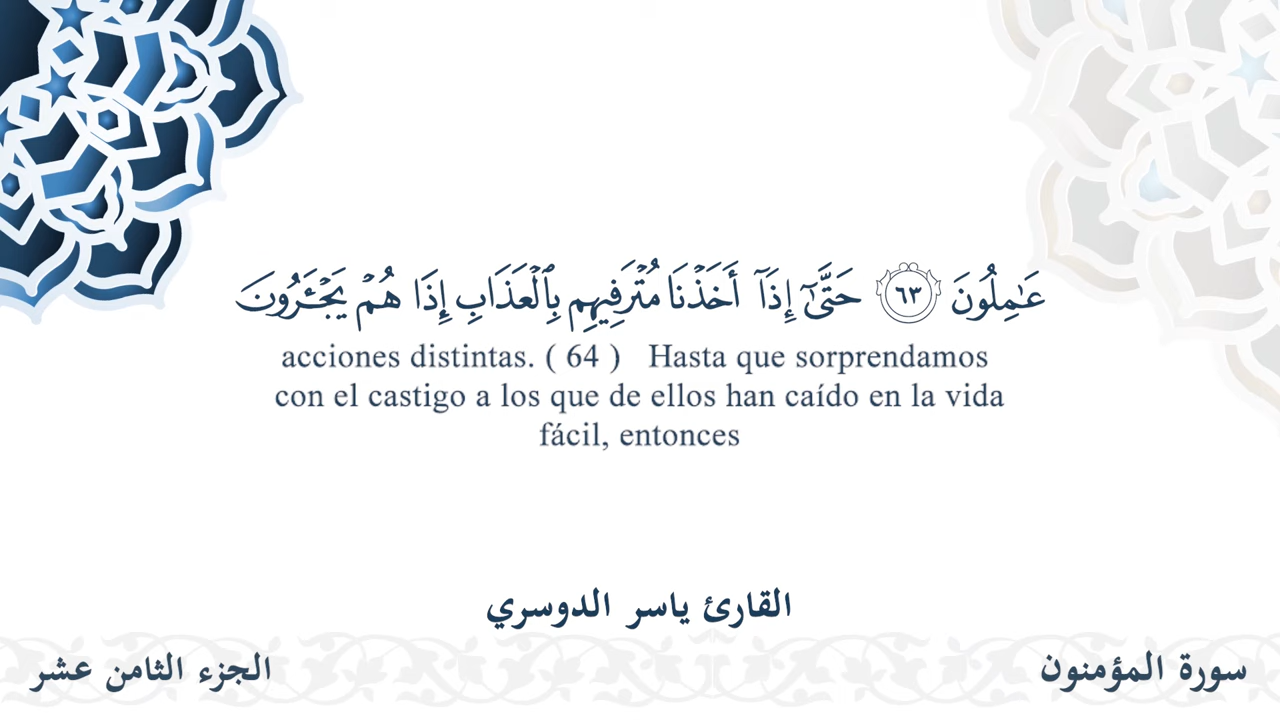 عَٰمِلُونَ ٦٣ حَتَّىٰٓ إِذَآ أَخَذْنَا مُتْرَفِيهِم بِٱلْعَذَابِ إِذَا هُمْ يَجْـَٔرُونَ
acciones distintas. ( 64 ) Hasta que sorprendamos
con el castigo a los que de ellos han caído en la vida
fácil, entonces
القارئ ياسر الدوسري
سورة المؤمنون
الجزء الثامن عشر